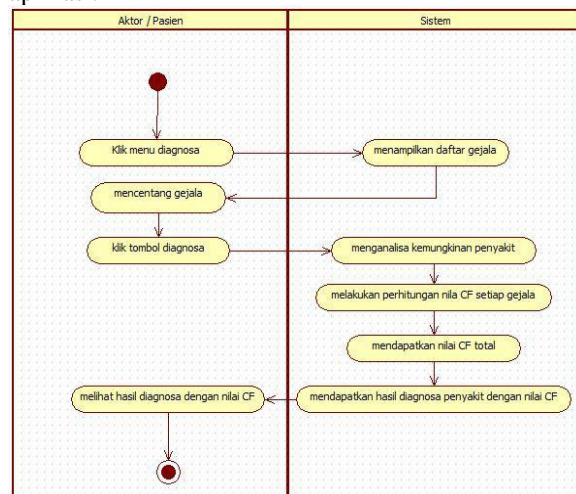 Aktor / Pasien
Sistem
Klik menu diagnosa
menampilkan daftar gejala
mencentang gejala
klik tombol diagnosa
menganalisa kemungkinan penyakit
melakukan perhitungan nila CF setiap gejala
mendapatkan nilai CF total
melihat hasil diagnosa dengan nilai CF
mendapatkan hasil diagnosa penyakit dengan nilai CF